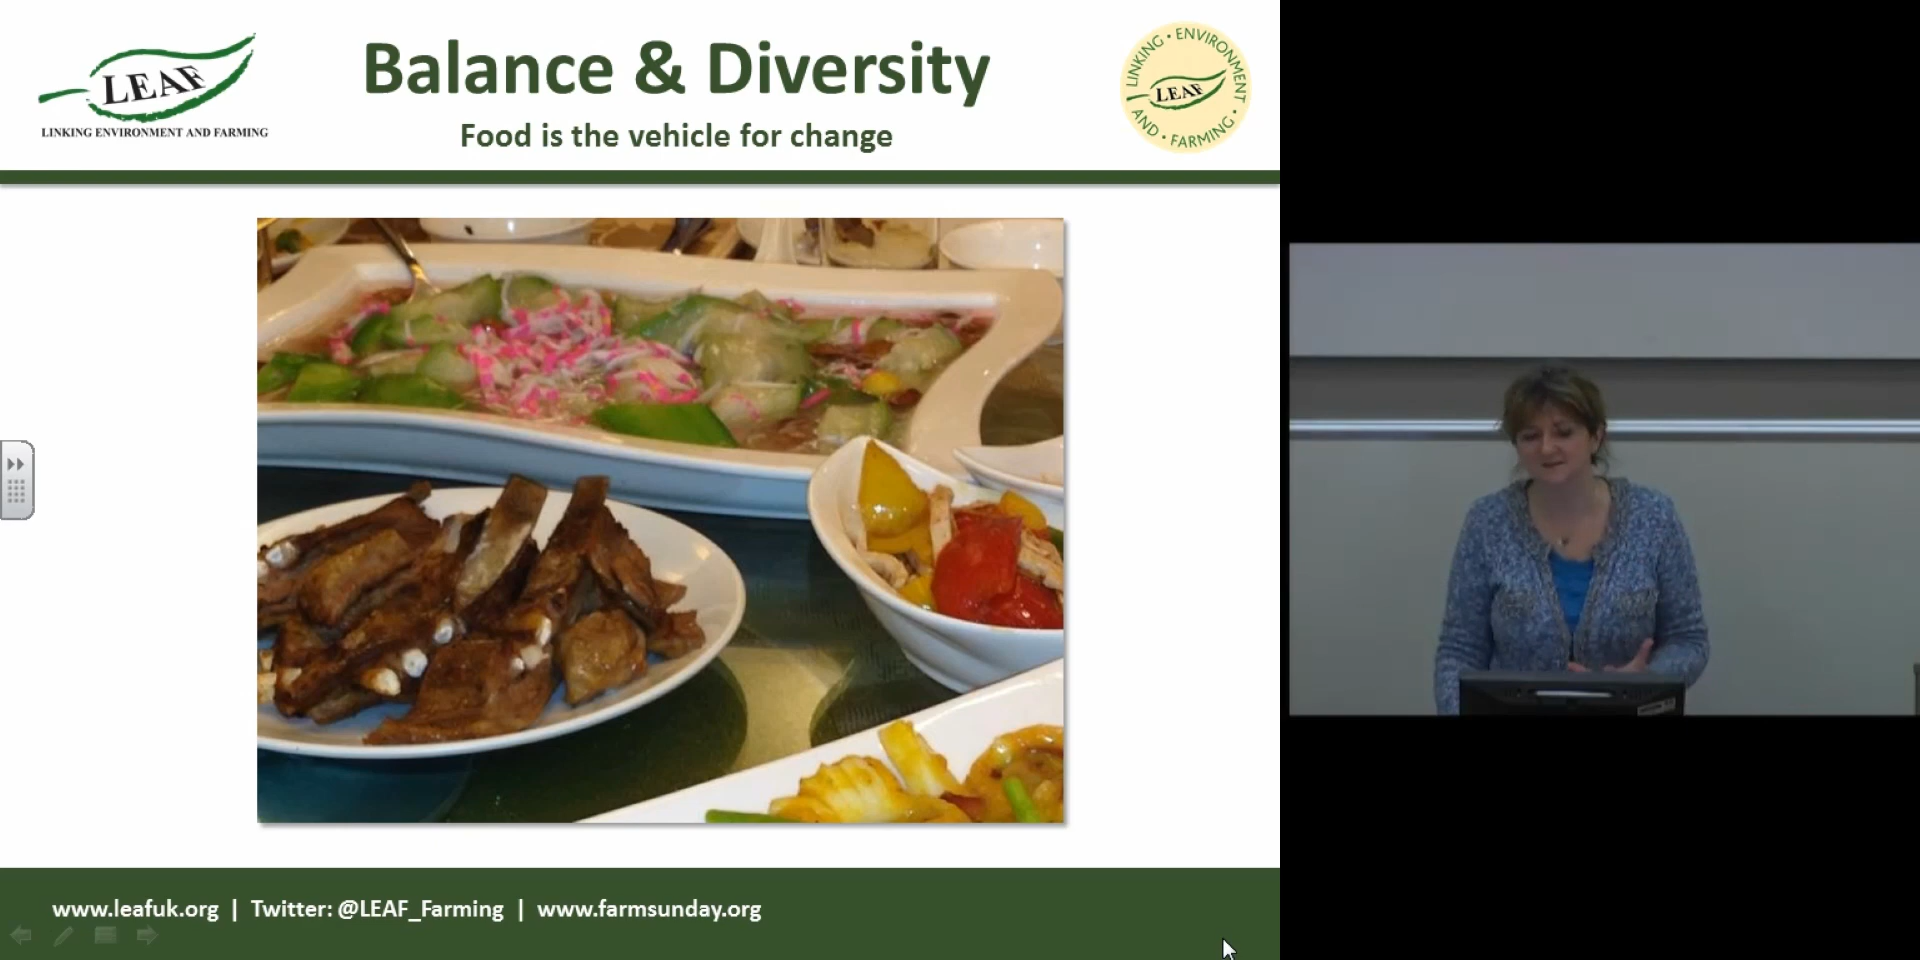 LEAF
LINKING ENVIRONMENT AND FARMING
Balance & Diversity
Food is the vehicle for change
LINKING • ENVIRONMENT • AND • FARMING •
LEAF
www.leafuk.org | Twitter: @LEAF_Farming | www.farmsunday.org